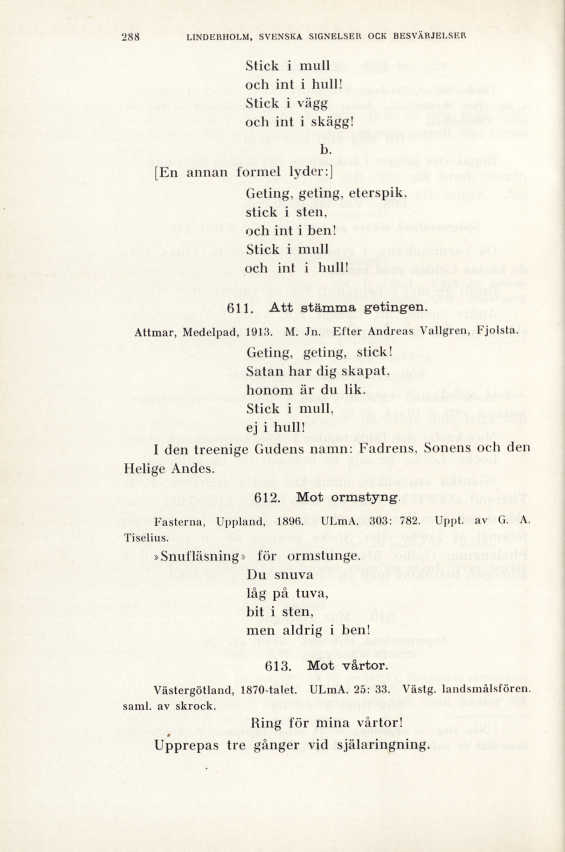 288 LINDERHOLM, SVENSKA SIGNELSER OCK BESVÄRJELSER
Stick i mull
och int i hull!
Stick i vägg
och int i skägg!
b.
[En annan formel lyder:]
Geting, geting, eterspik,
stick i sten,
och int i ben!
Stick i mull
och int i hull!
611. Att stämma getingen.
Attmar, Medelpad, 1913. M. Jn. Efter Andreas Vallgren, Fjolsta.
Geting, geting, stick!
Satan har dig skapat,
honom är du lik.
Stick i mull,
ej i hull!
I den treenige Gudens namn: Fadrens, Sonens och den
Helige Andes.
612. Mot ormstyng.
Fasterna, Uppland, 1896. ULmA. 303: 782. Uppt. av G. A.
Tiselius.
»Snufläsning» för ormstunge.
Du snuva
låg på tuva,
bit i sten,
men aldrig i ben!
613. Mot vårtor.
Västergötland, 1870-talet. ULmA. 25: 33. Västg. landsmålsfören.
saml. av skrock.
Ring för mina vårtor!
Upprepas tre gånger vid själaringning.